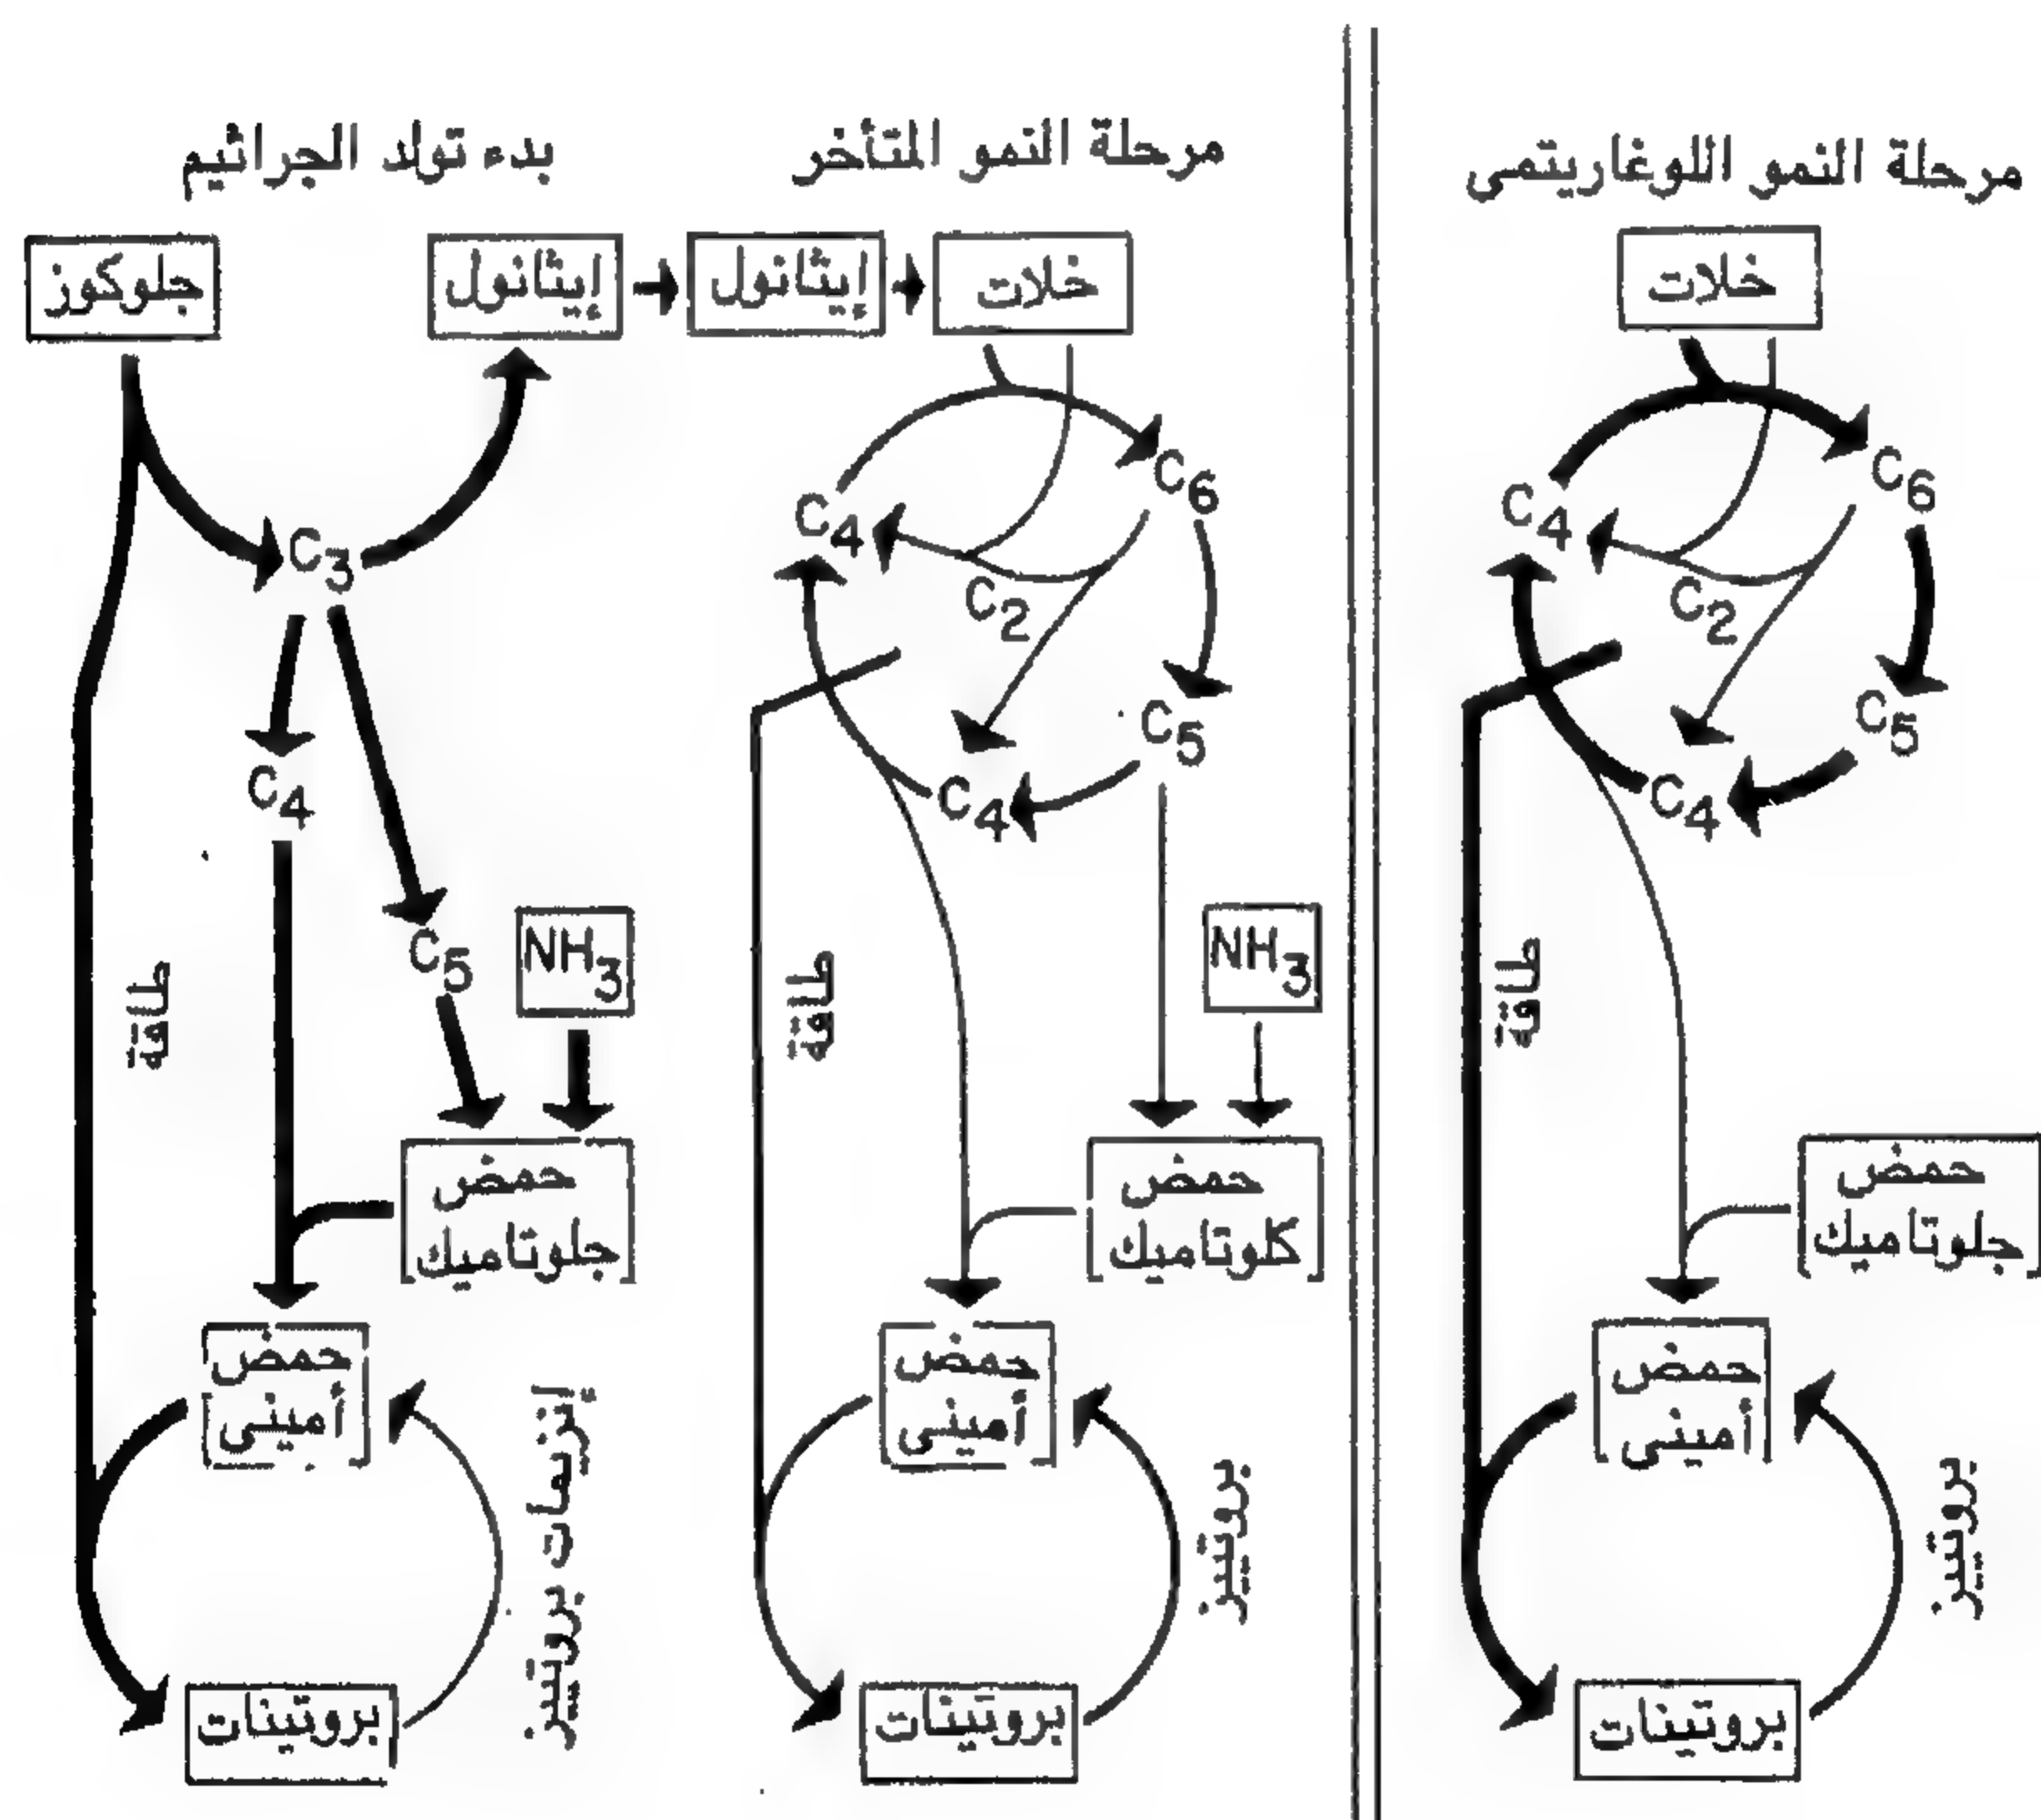 بدء تولد الجراثيم
جلوكوز
إيثانول
C3
C4
C5
NH3
طاقة
حمض
جلوتاميك
حمض
أمينى
إنزيمات بروتييز
بروتينات
مرحلة النمو المتأخر
إيثانول
خلات
C6
C4
C2
C5
C4
NH3
طاقة
حمض
كلوتاميك
حمض
أمينى
بروتييز
بروتينات
مرحلة النمو اللوغاريتمى
خلات
C6
C4
C2
C5
C4
طاقة
حمض
جلوتاميك
حمض
أمينى
بروتييز
بروتينات